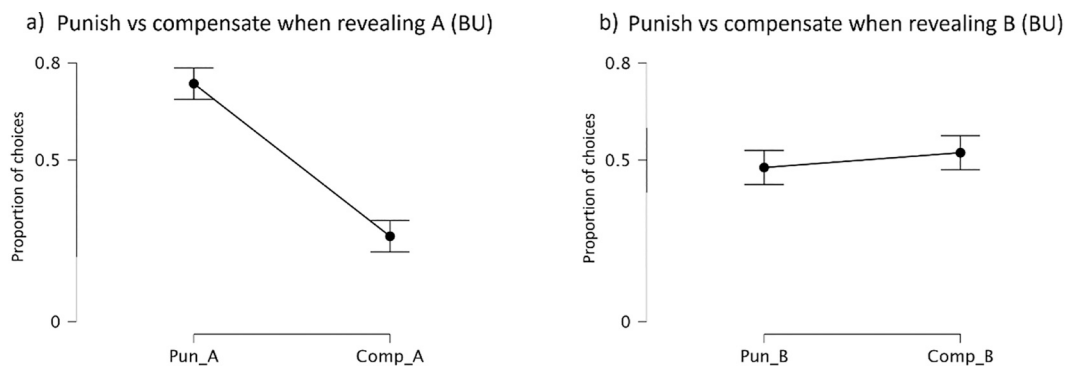 a) Punish vs compensate when revealing A (BU)
0.8
0.5
0
Proportion of choices
Pun_A
Comp_A
b) Punish vs compensate when revealing B (BU)
0.8
0.5
0
Proportion of choices
Pun_B
Comp_B